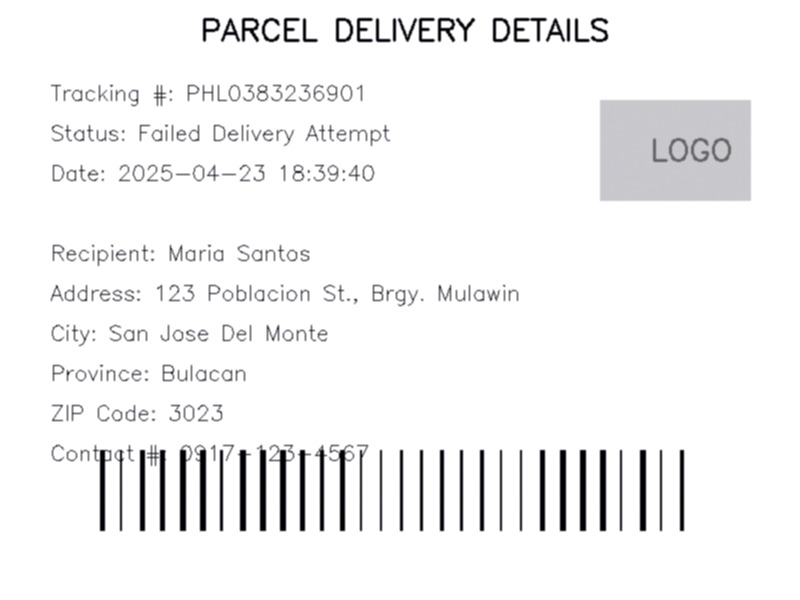 PARCEL DELIVERY DETAILS
Tracking #: PHL0383236901
Status: Failed Delivery Attempt
Date: 2025-04-23 18:39:40
LOGO
Recipient: Maria Santos
Address: 123 Poblacion St., Brgy. Mulawin
City: San Jose Del Monte
Province: Bulacan
ZIP Code: 3023
Contact #: 0917-123-4567